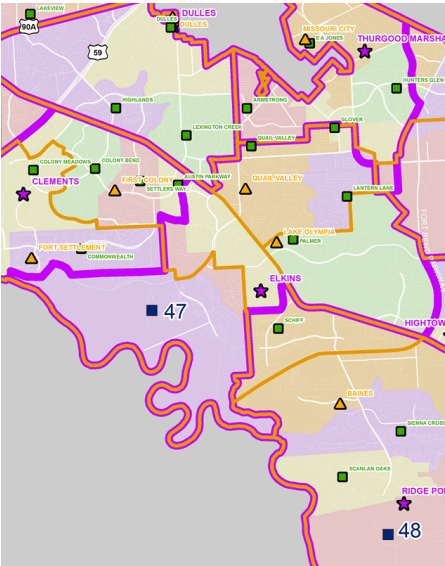 LAKEVIEW
90A
DULLES
DULLES
DULLES
MISSOURI CITY
E A JONES
THURGOOD MARSHA
59
HUNTERS GLEN
HIGHLANDS
ARMSTRONG
GLOVER
LEXINGTON CREEK
QUAIL VALLEY
COLONY MEADOWS
COLONY BEND
CLEMENTS
FIRST COLONY
AUSTIN PARKWAY
SETTLERS WAY
QUAIL VALLEY
LANTERN LANE
LAKE OLYMPIA
PALMER
FORT SETTLEMENT
COMMONWEALTH
ELKINS
47
HIGHTOW
SCHIFF
BAINES
SIENNA CROSS
SCANLAN OAKS
RIDGE POI
48